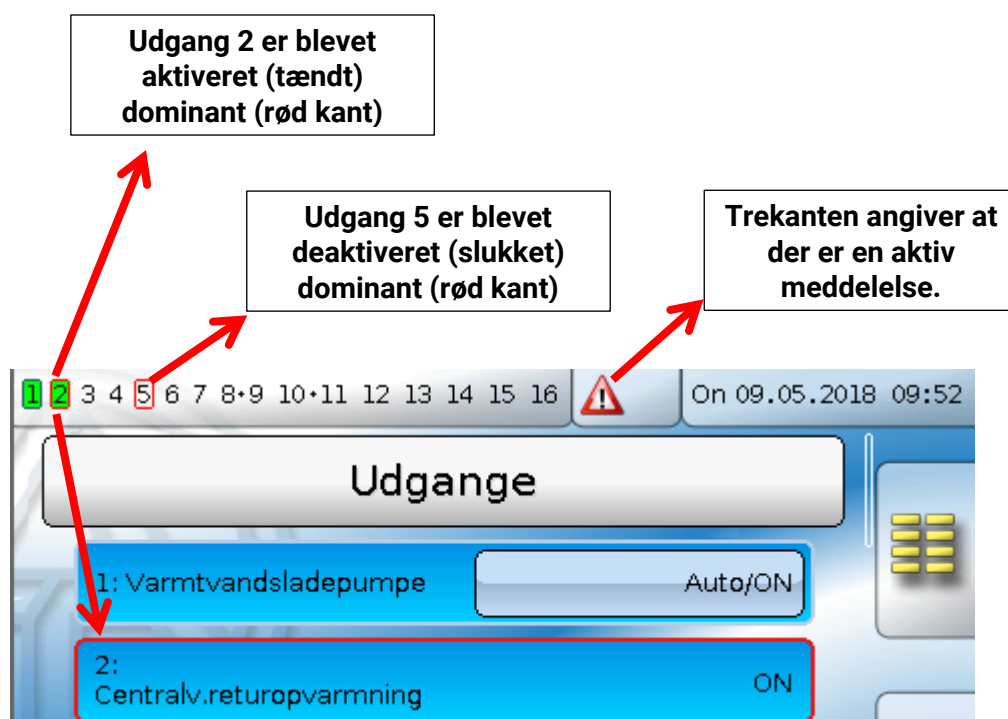 Udgang 2 er blevet
aktiveret (tændt)
dominant (rød kant)
Udgang 5 er blevet
deaktiveret (slukket)
dominant (rød kant)
Trekanten angiver at
der er en aktiv
meddelelse.
1 2 3 4 5 6 7 8•9 10•11 12 13 14 15 16 On 09.05.2018 09:52
Udgange
1: Varmtvandsladepumpe Auto/ON
2:
Centralv.returopvarmning ON